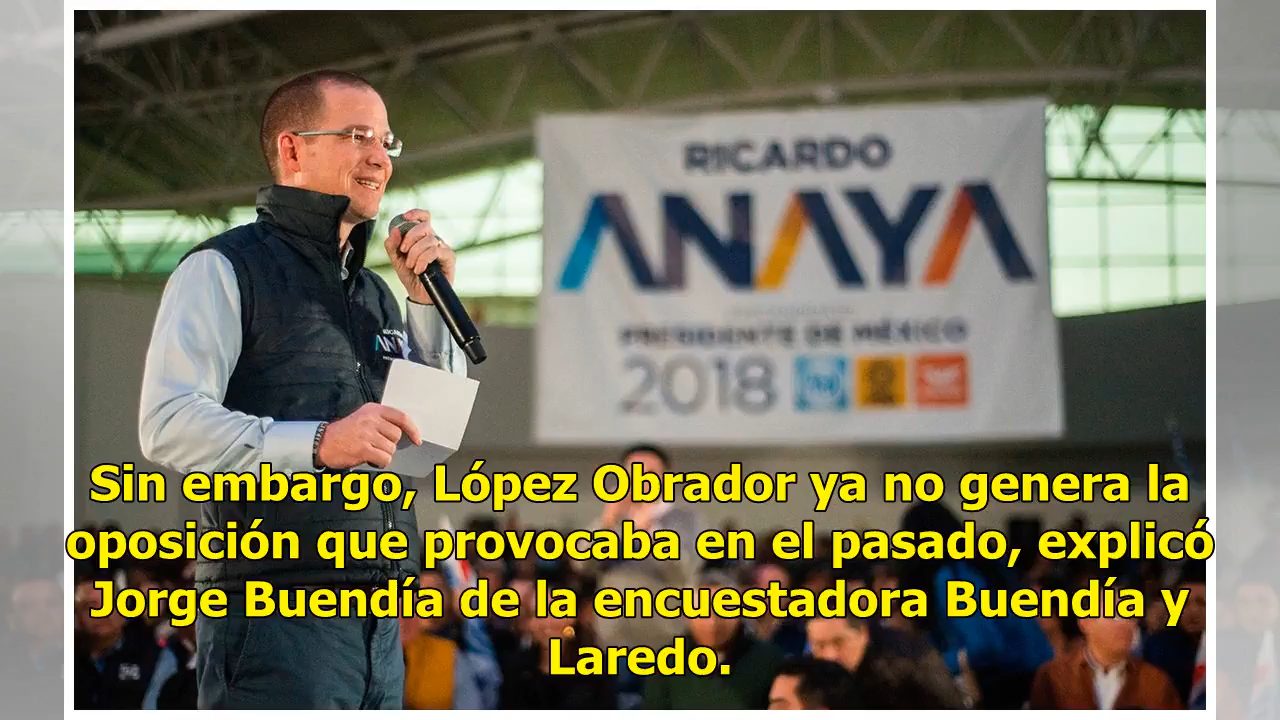 RICARDO
ANAYA
PRESIDENTE DE MÉXICO
2018
Sin embargo, López Obrador ya no genera la
oposición que provocaba en el pasado, explicó
Jorge Buendía de la encuestadora Buendía y
Laredo.